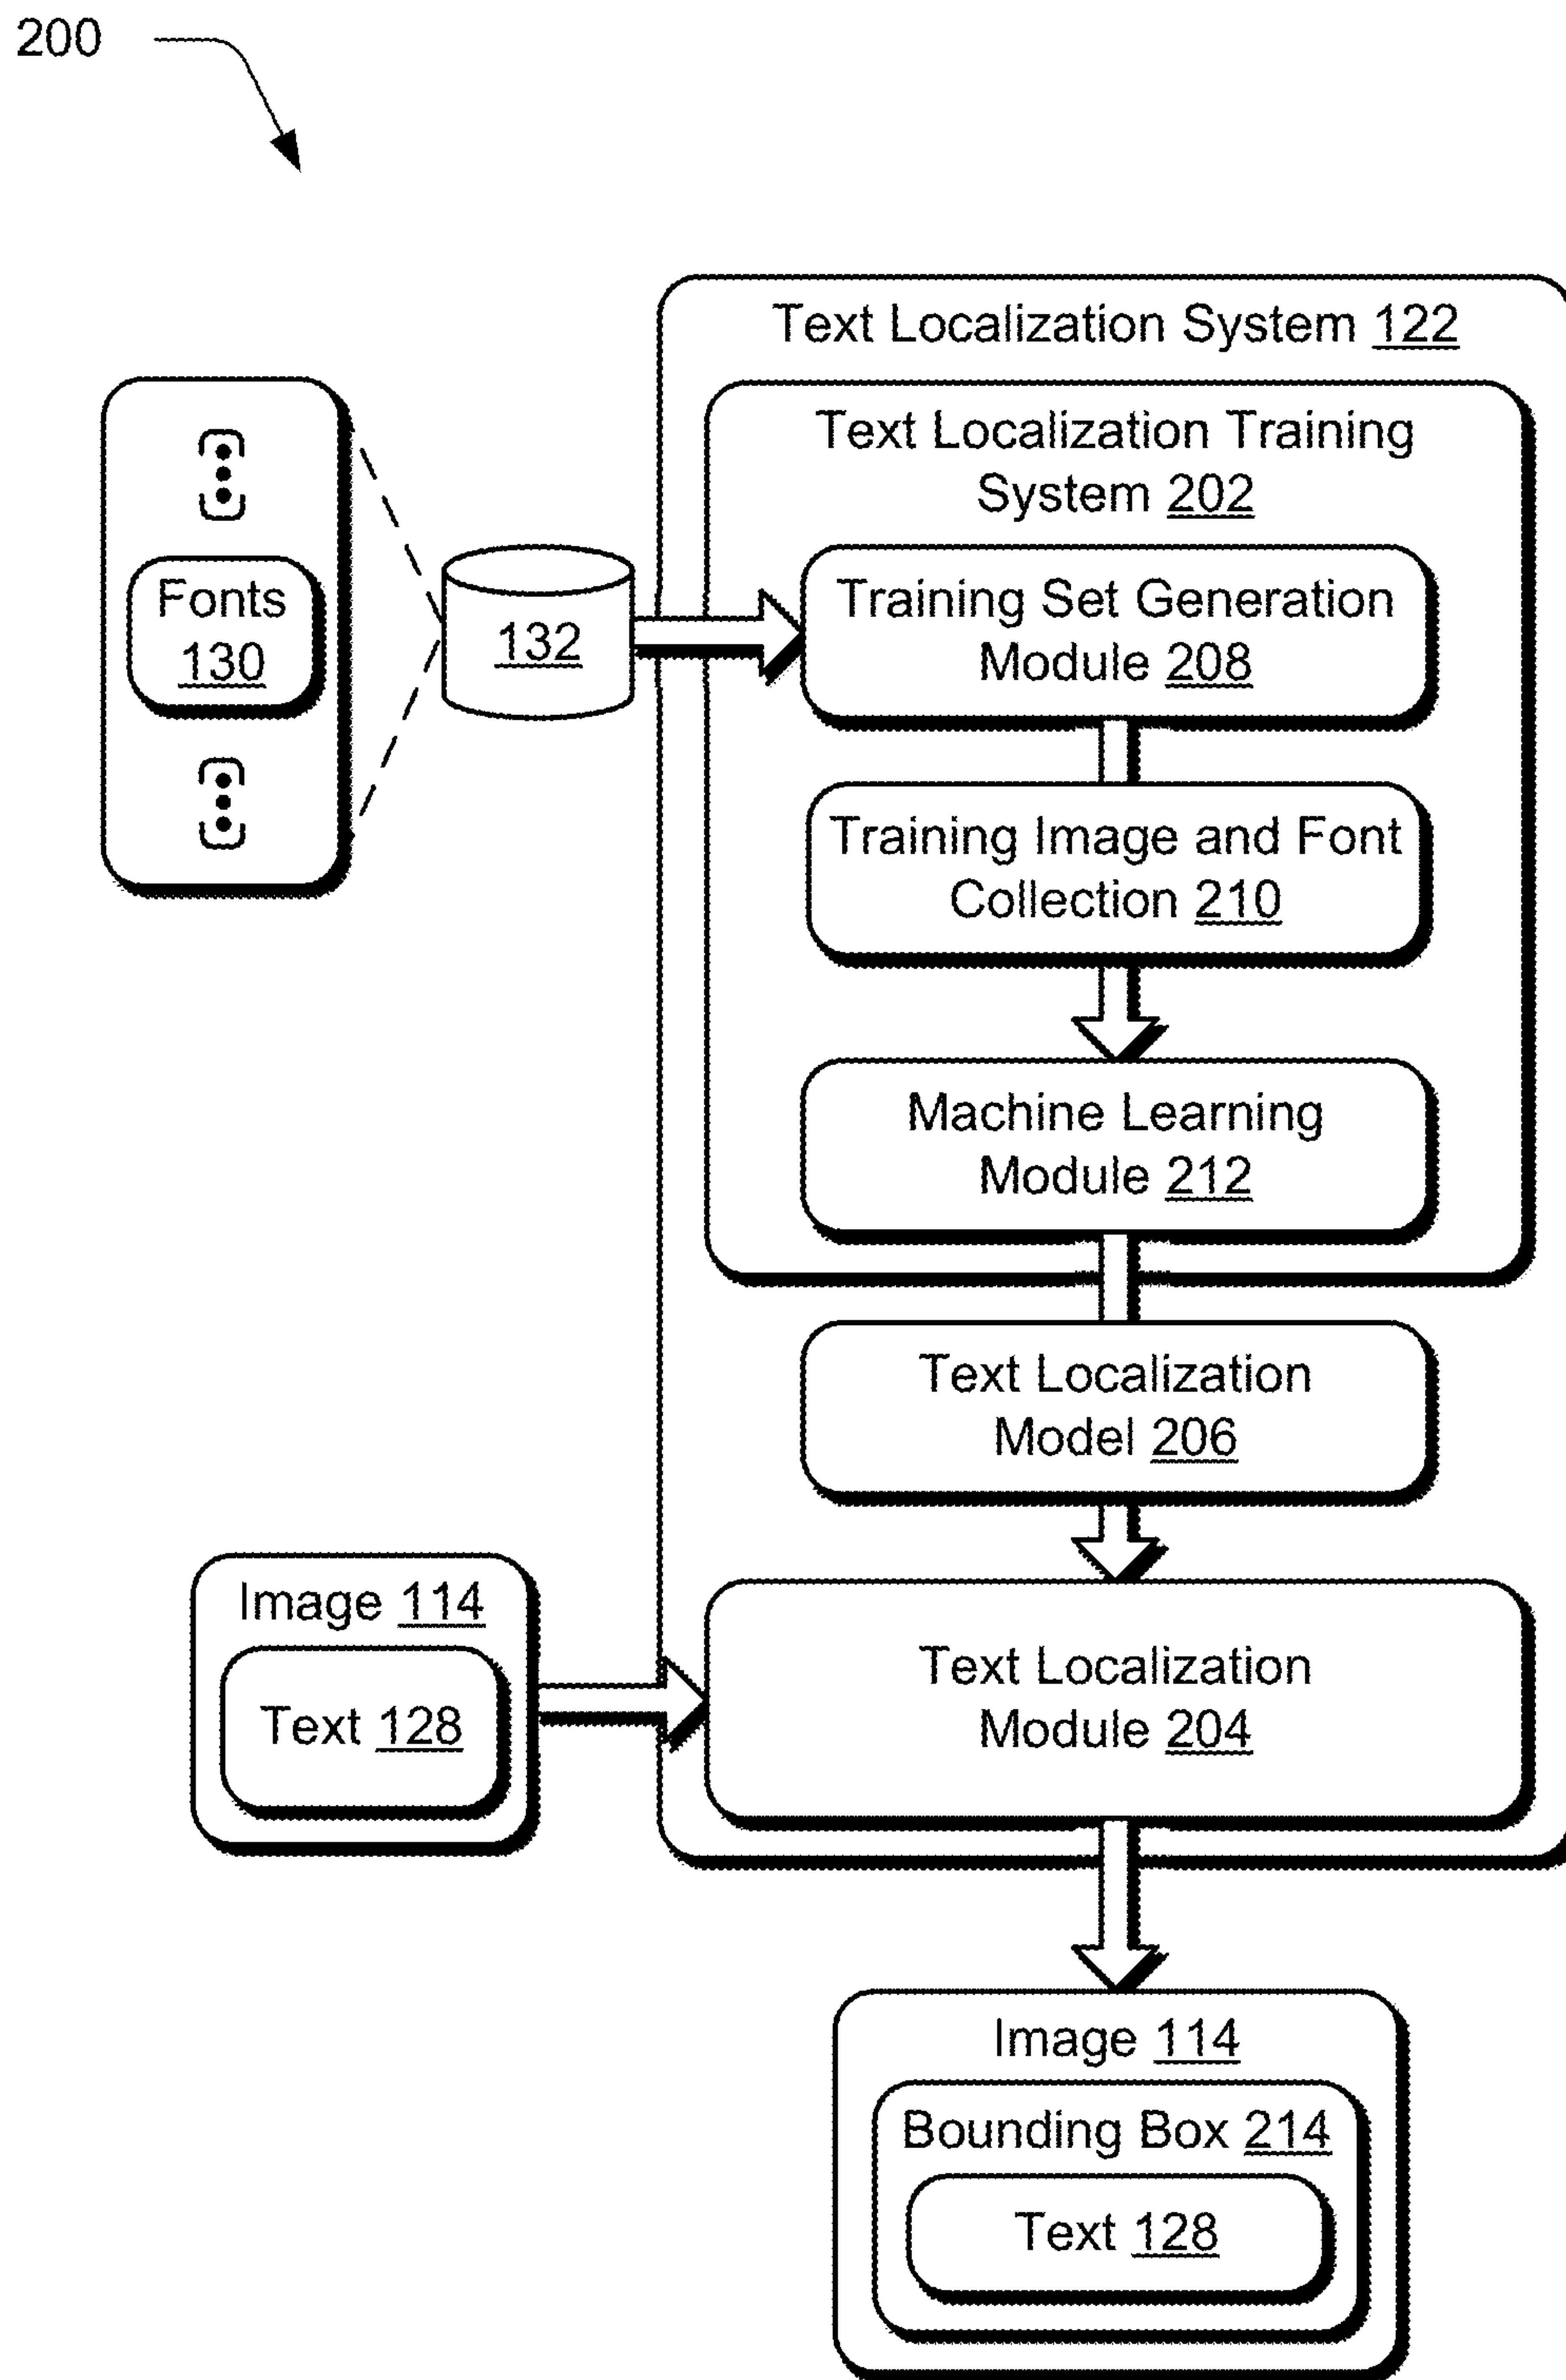 200
Text Localization System 122
Text Localization Training
System 202
Fonts
130
132
Training Set Generation
Module 208
Training Image and Font
Collection 210
Machine Learning
Module 212
Text Localization
Model 206
Image 114
Text 128
Text Localization
Module 204
Image 114
Bounding Box 214
Text 128